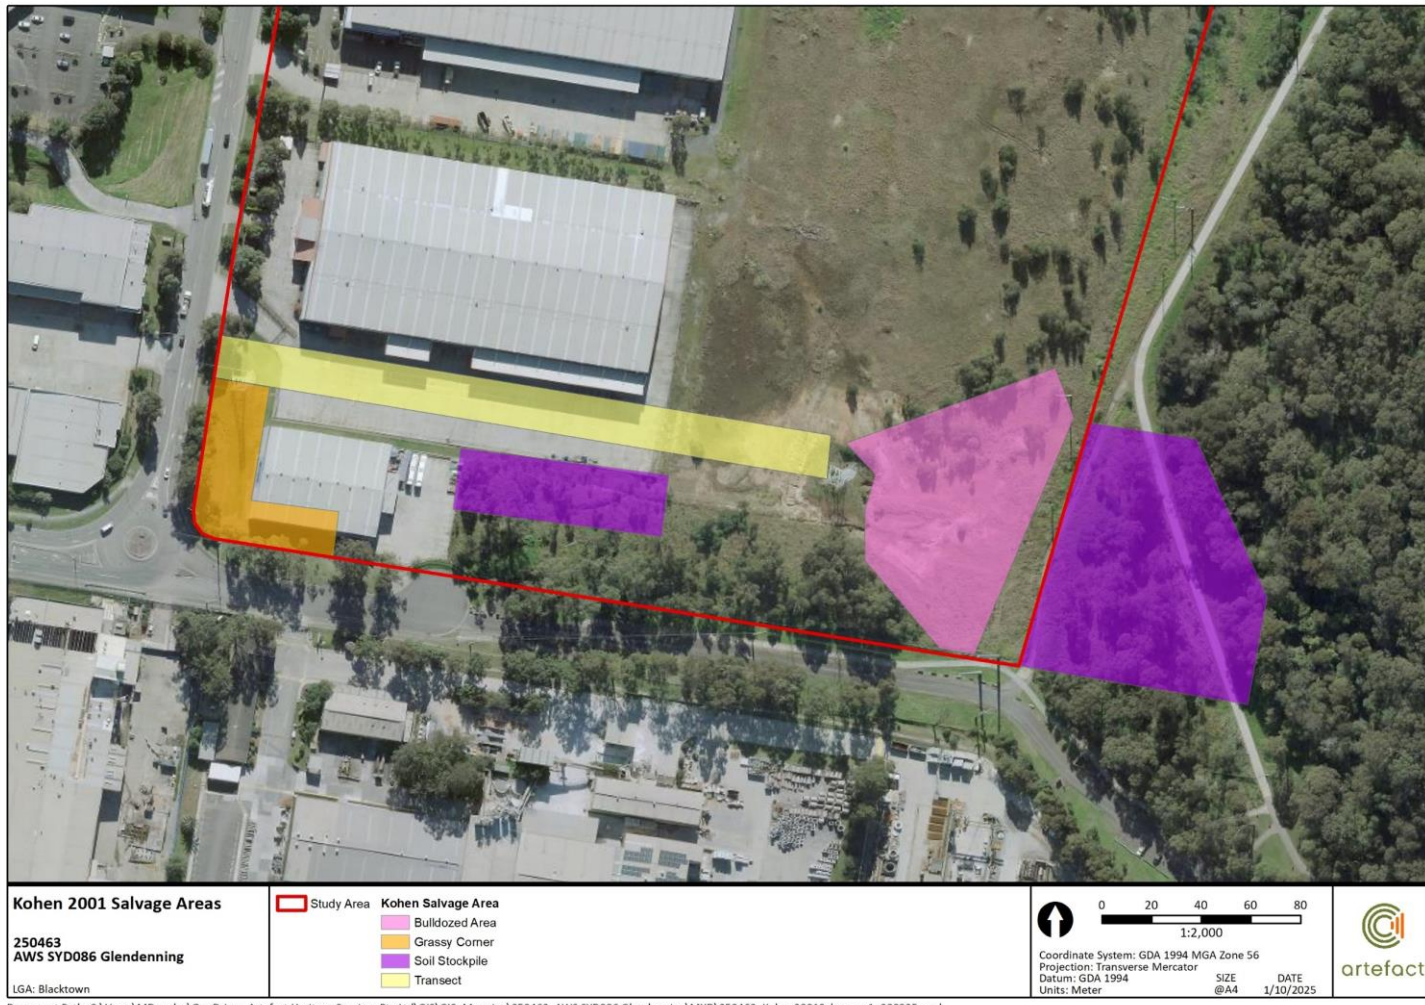 Kohen 2001 Salvage Areas
250463
AWS SYD086 Glendenning
LGA: Blacktown
Study Area
Kohen Salvage Area
Bulldozed Area
Grassy Corner
Soil Stockpile
Transect
0 20 40 60 80
1:2,000
Coordinate System: GDA 1994 MGA Zone 56
Projection: Transverse Mercator
Datum: GDA 1994
Units: Meter
SIZE
@A4
DATE
1/10/2025
artefact